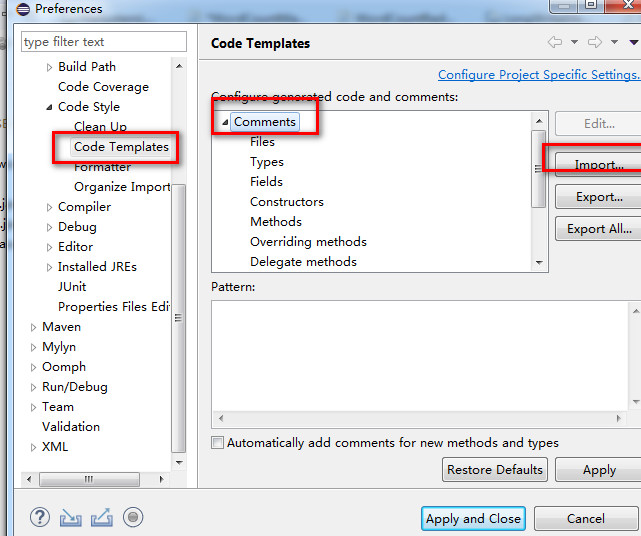 Preferences
type filter text
Build Path
Code Coverage
Code Style
Clean Up
Code Templates
Formatter
Organize Import
Compiler
Debug
Editor
Installed JREs
JUnit
Properties Files Edi
Maven
Mylyn
Oomph
Run/Debug
Team
Validation
XML
Code Templates
Configure Project Specific Settings..
Configure generated code and comments:
Comments
Files
Types
Fields
Constructors
Methods
Overriding methods
Delegate methods
Edit...
Import...
Export...
Export All...
Pattern:
Automatically add comments for new methods and types
Restore Defaults
Apply
Apply and Close
Cancel